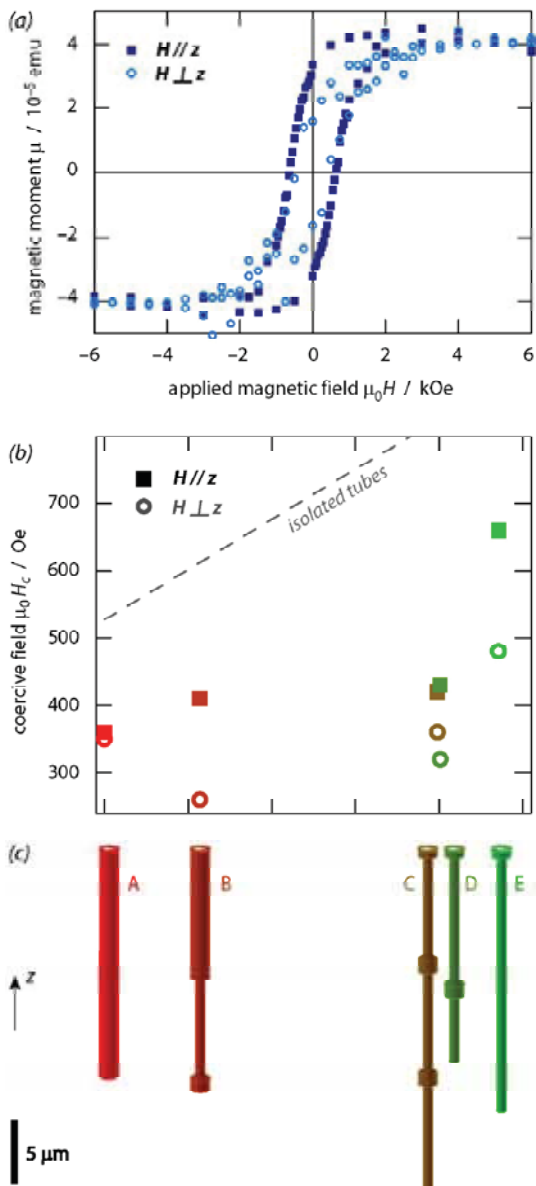 (a)
H//z
H⊥z
magnetic moment μ / 10⁻⁵ emu
4
2
0
−2
−4
−6 −4 −2 0 2 4 6
applied magnetic field μ₀H / kOe
(b)
H//z
H⊥z
isolated tubes
coercive field μ₀Hc / Oe
700
600
500
400
300
(c)
A B C D E
z
5 μm